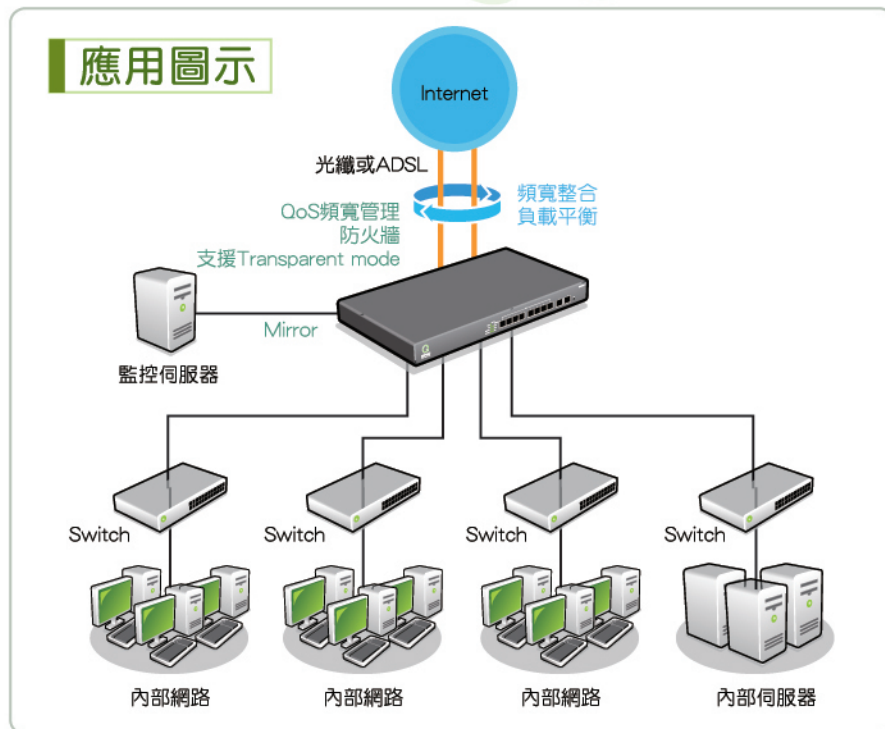 應用圖示
Internet
光纖或ADSL
頻寬整合
負載平衡
QoS頻寬管理
防火牆
支援Transparent mode
Mirror
監控伺服器
Switch
Switch
Switch
Switch
內部網路
內部網路
內部網路
內部伺服器